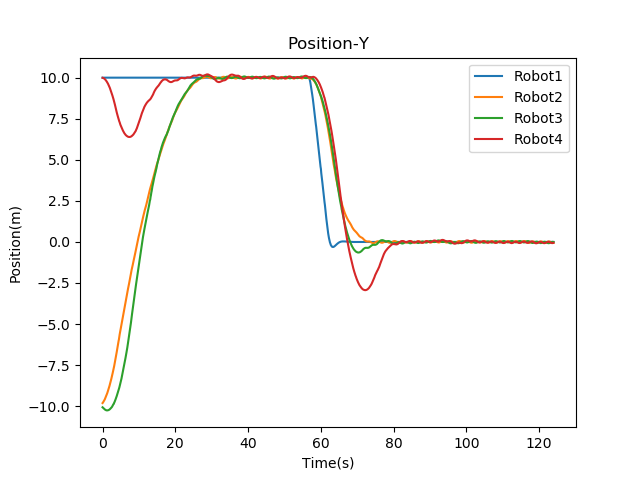 Position-Y
Robot1
Robot2
Robot3
Robot4
10.0
7.5
5.0
2.5
0.0
−2.5
−5.0
−7.5
−10.0
Position(m)
0 20 40 60 80 100 120
Time(s)